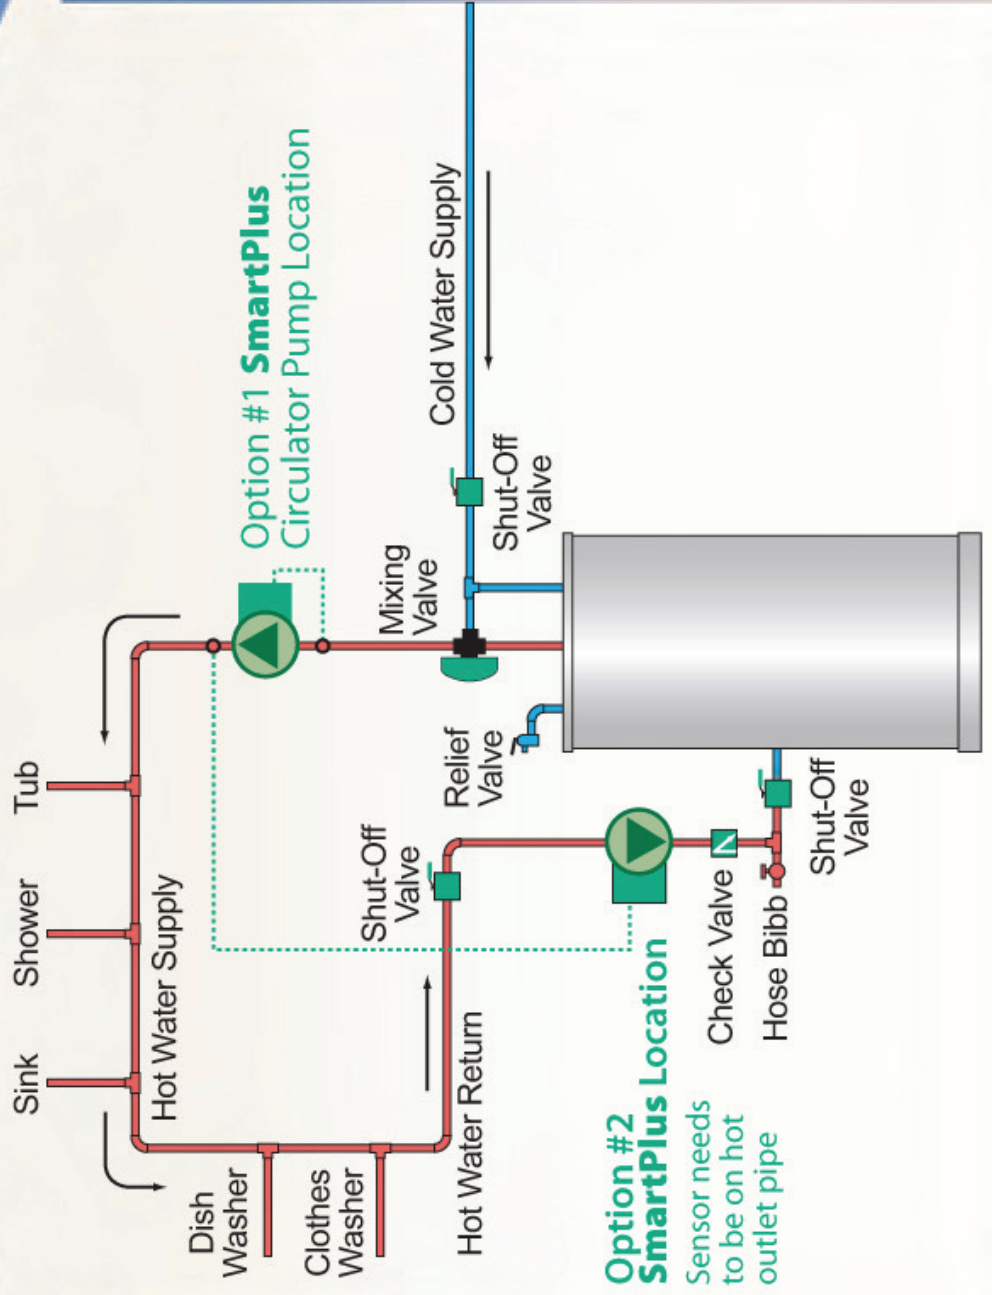 Tub
Shower
Sink
Hot Water Supply
Option #1 SmartPlus
Circulator Pump Location
Cold Water Supply
Shut-Off
Valve
Mixing
Valve
Relief
Valve
Shut-Off
Valve
Dish
Washer
Clothes
Washer
Hot Water Return
Option #2
SmartPlus Location
Sensor needs
to be on hot
outlet pipe
Check Valve
Hose Bibb
Shut-Off
Valve